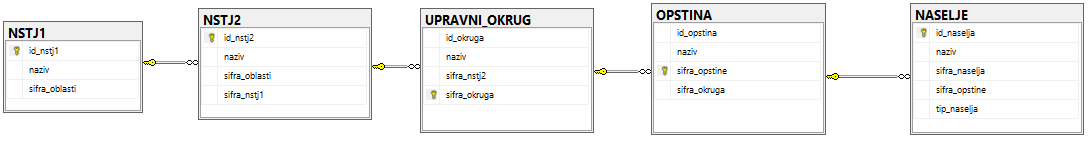 NSTJ1
id_nstj1
naziv
sifra_oblasti
NSTJ2
id_nstj2
naziv
sifra_oblasti
sifra_nstj1
UPRAVNI_OKRUG
id_okruga
naziv
sifra_nstj2
sifra_okruga
OPSTINA
id_opstina
naziv
sifra_opstine
sifra_okruga
NASELJE
id_naselja
naziv
sifra_naselja
sifra_opstine
tip_naselja